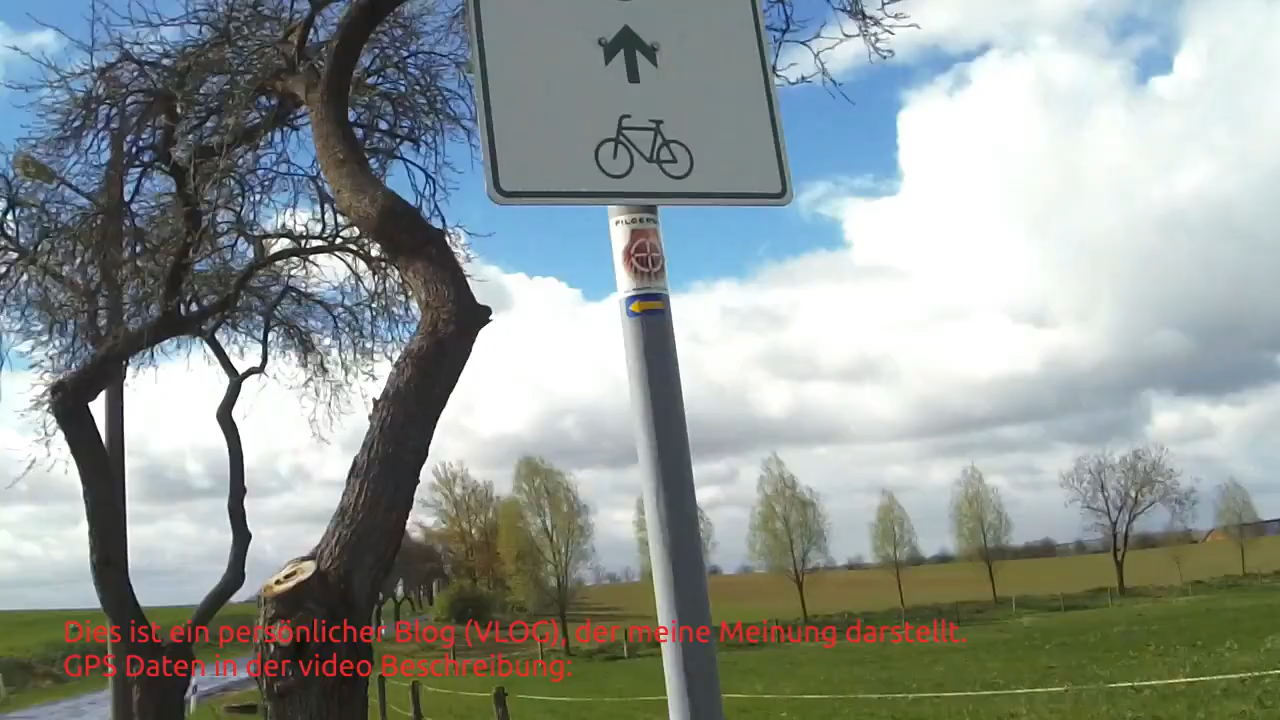 Dies ist ein persönlicher Blog (VLOG), der meine Meinung darstellt.
GPS Daten in der video Beschreibung: